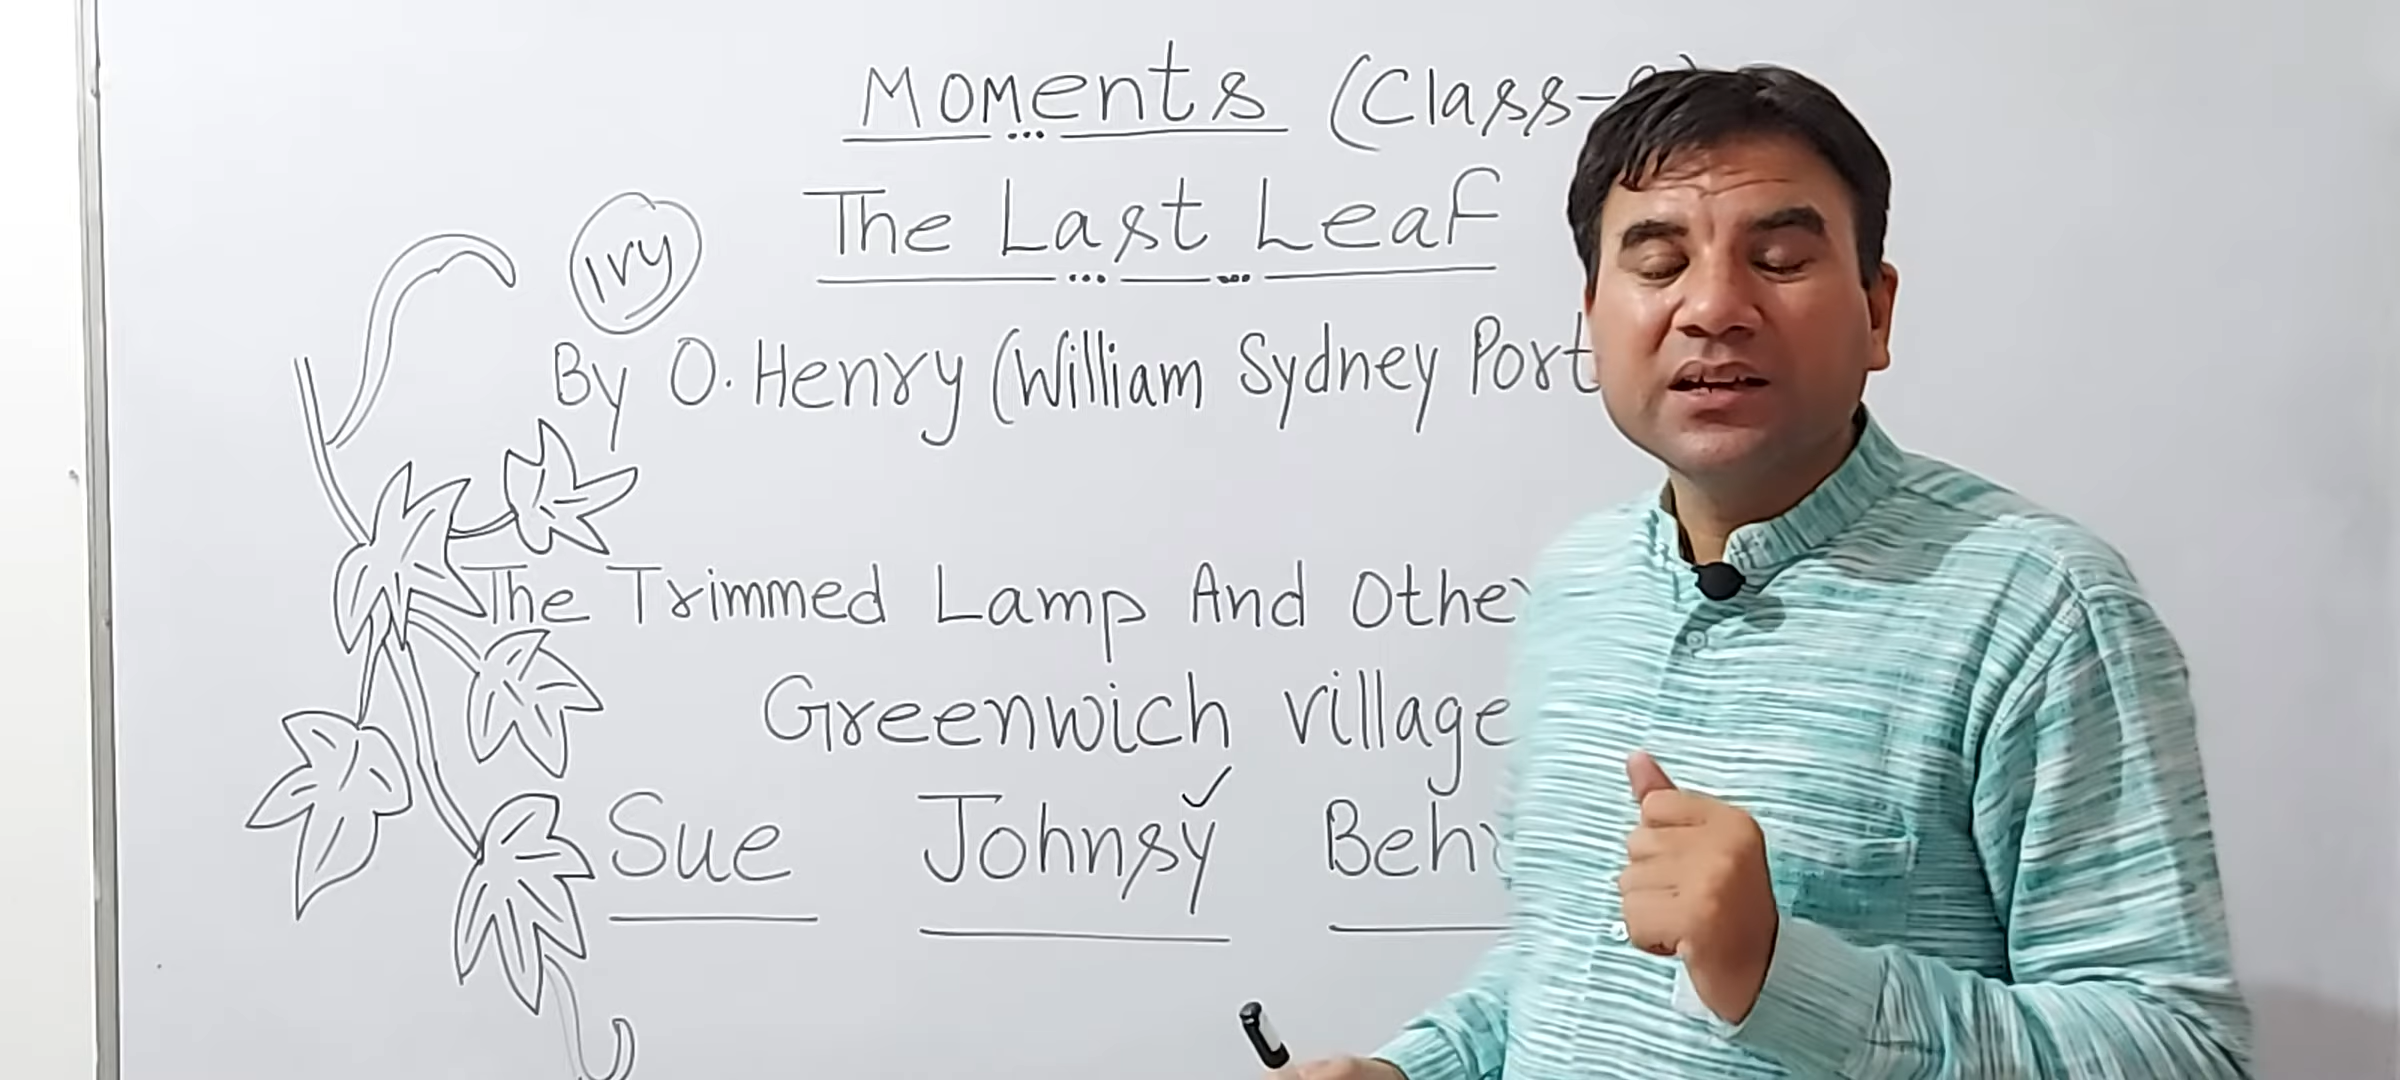 Moments (Class-
The Last Leaf
Ivy
By O. Henry (William Sydney Port
The Trimmed Lamp And Other
Greenwich village
Sue Johnsy Beh